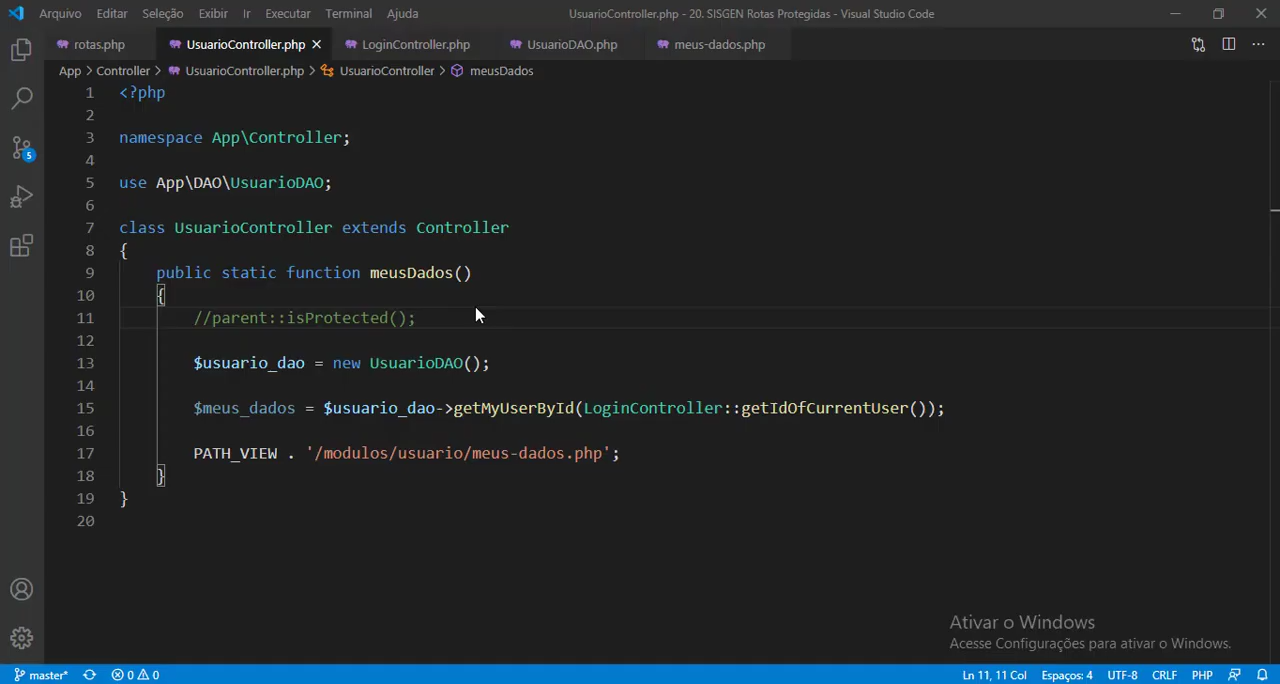 Arquivo Editar Seleção Exibir Ir Executar Terminal Ajuda UsuarioController.php - 20. SISGEN Rotas Protegidas - Visual Studio Code
rotas.php UsuarioController.php LoginController.php UsuarioDAO.php meus-dados.php
App > Controller > UsuarioController.php > UsuarioController > meusDados
1 <?php
2
3 namespace App\Controller;
4
5 use App\DAO\UsuarioDAO;
6
7 class UsuarioController extends Controller
8 {
9 public static function meusDados()
10 {
11 //parent::isProtected();
12
13 $usuario_dao = new UsuarioDAO();
14
15 $meus_dados = $usuario_dao->getMyUserById(LoginController::getIdOfCurrentUser());
16
17 PATH_VIEW . '/modulos/usuario/meus-dados.php';
18 }
19 }
20
5
Ativar o Windows
Acesse Configurações para ativar o Windows.
master* 0 0 Ln 11, 11 Col Espaços: 4 UTF-8 CRLF PHP